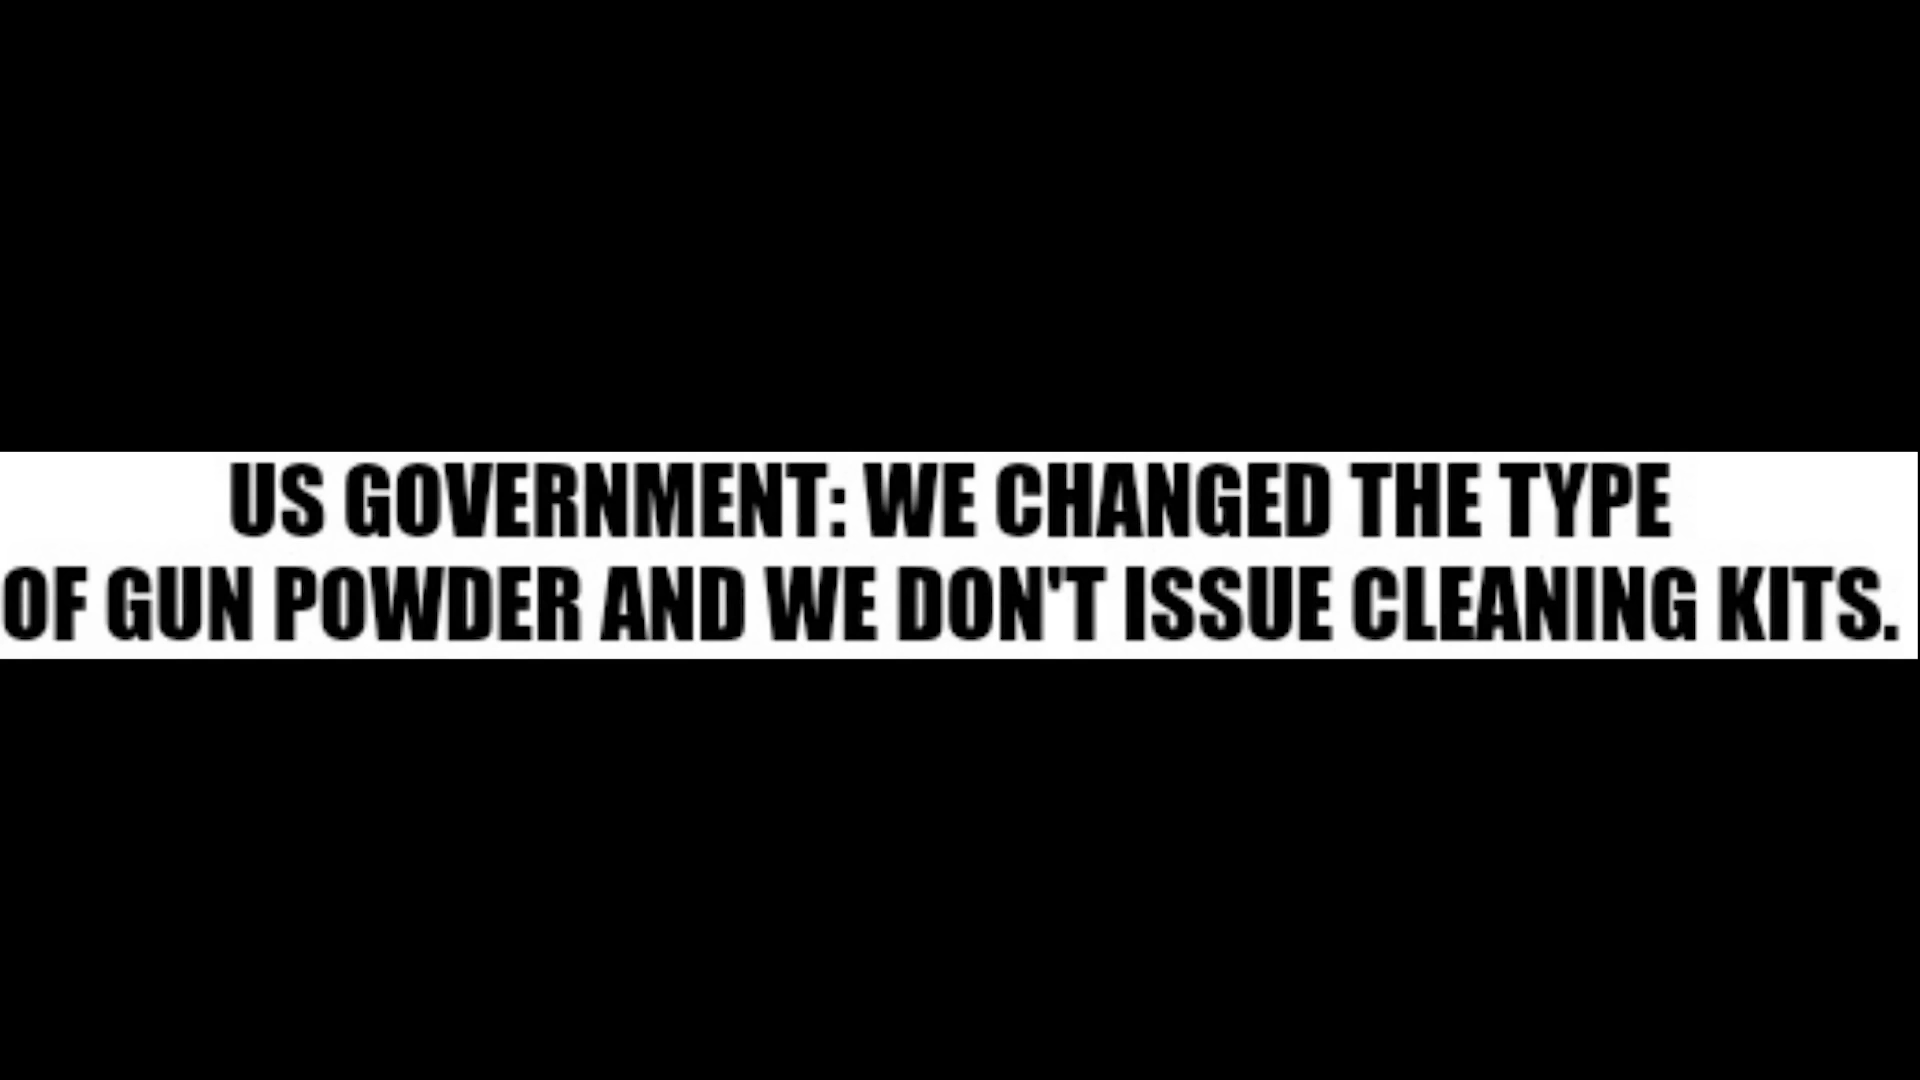 US GOVERNMENT: WE CHANGED THE TYPE
OF GUN POWDER AND WE DON'T ISSUE CLEANING KITS.